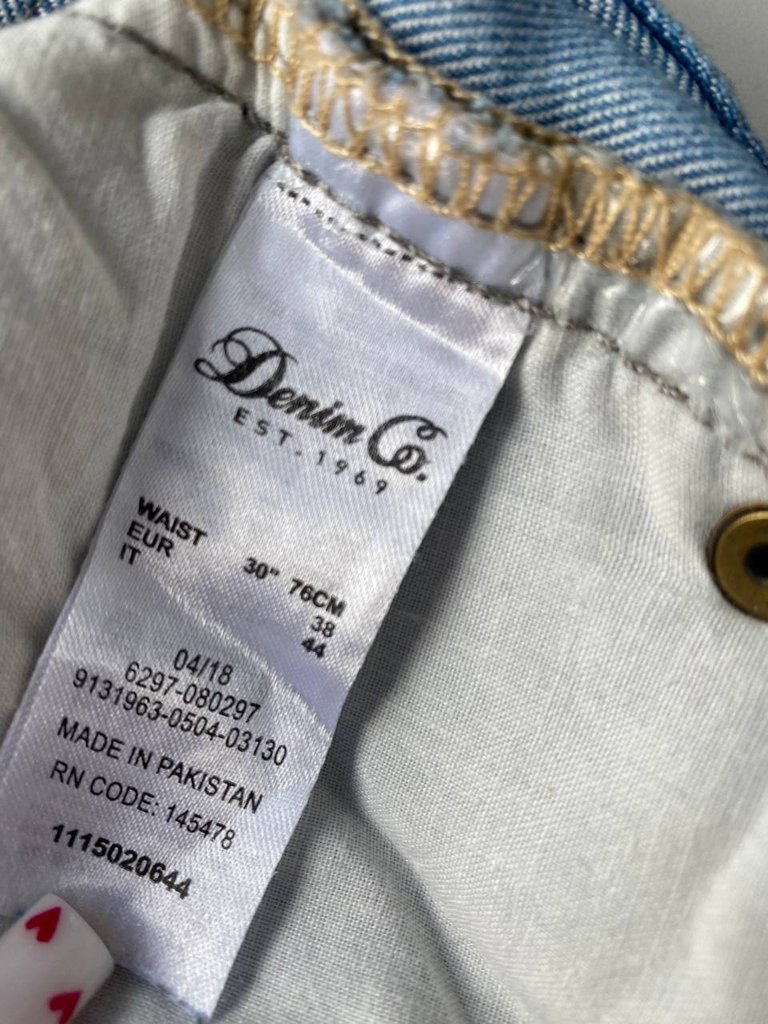 Denim Co.
EST. 1969
WAIST 30" 76CM
EUR 38
IT 44
04/18
6297-080297
9131963-0504-03130
MADE IN PAKISTAN
RN CODE: 145478
1115020644